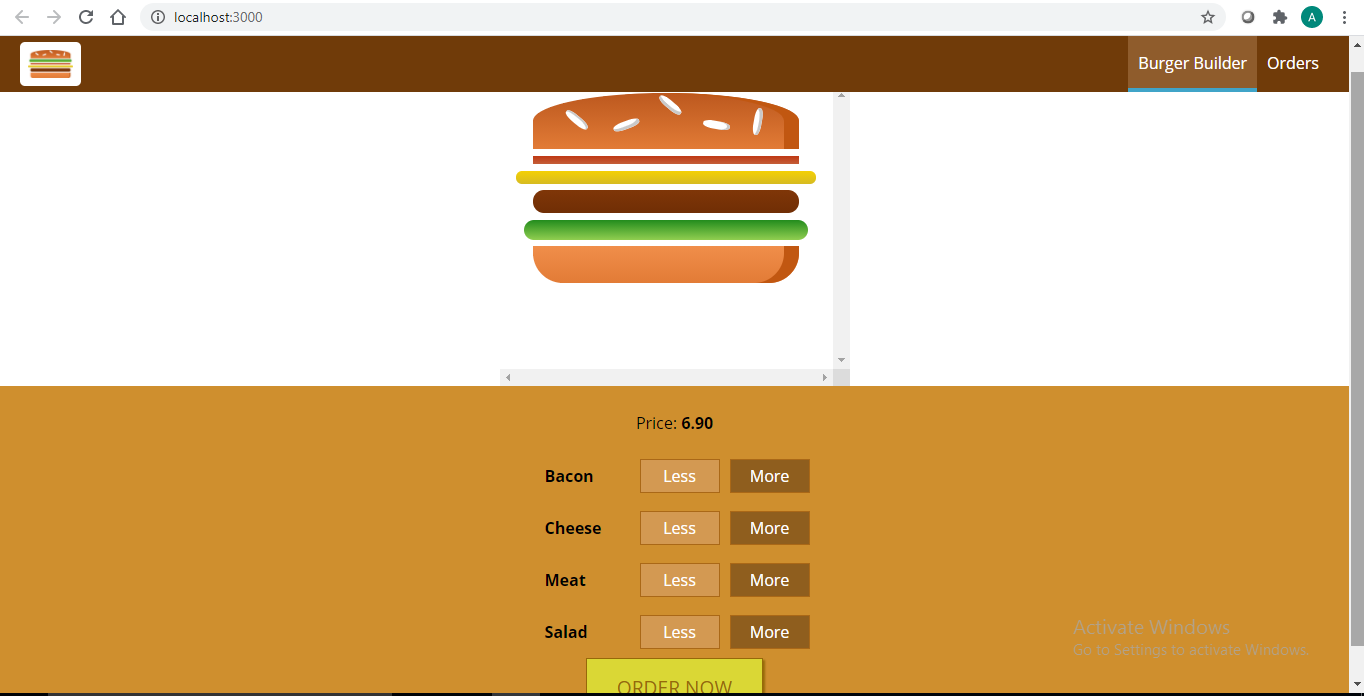 localhost:3000
A
Burger Builder Orders
Price: 6.90
Bacon Less More
Cheese Less More
Meat Less More
Salad Less More
ORDER NOW
Activate Windows
Go to Settings to activate Windows.